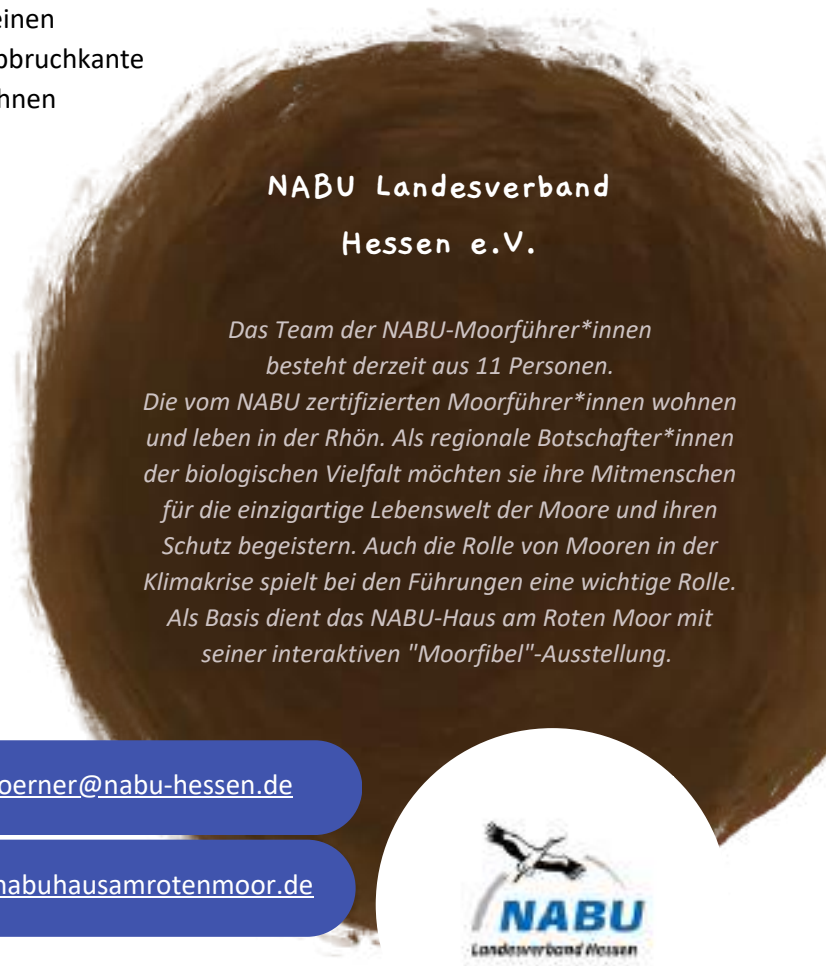 einen
bbruchkante
hnen
NABU Landesverband
Hessen e.V.
Das Team der NABU-Moorführer*innen
besteht derzeit aus 11 Personen.
Die vom NABU zertifizierten Moorführer*innen wohnen
und leben in der Rhön. Als regionale Botschafter*innen
der biologischen Vielfalt möchten sie ihre Mitmenschen
für die einzigartige Lebenswelt der Moore und ihren
Schutz begeistern. Auch die Rolle von Mooren in der
Klimakrise spielt bei den Führungen eine wichtige Rolle.
Als Basis dient das NABU-Haus am Roten Moor mit
seiner interaktiven "Moorfibel"-Ausstellung.
oerner@nabu-hessen.de
nabuhausamrotenmoor.de
NABU
Landesverband Hessen